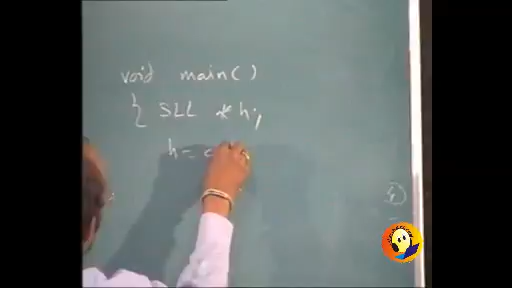 void main()
{ SLL *h;
h = c